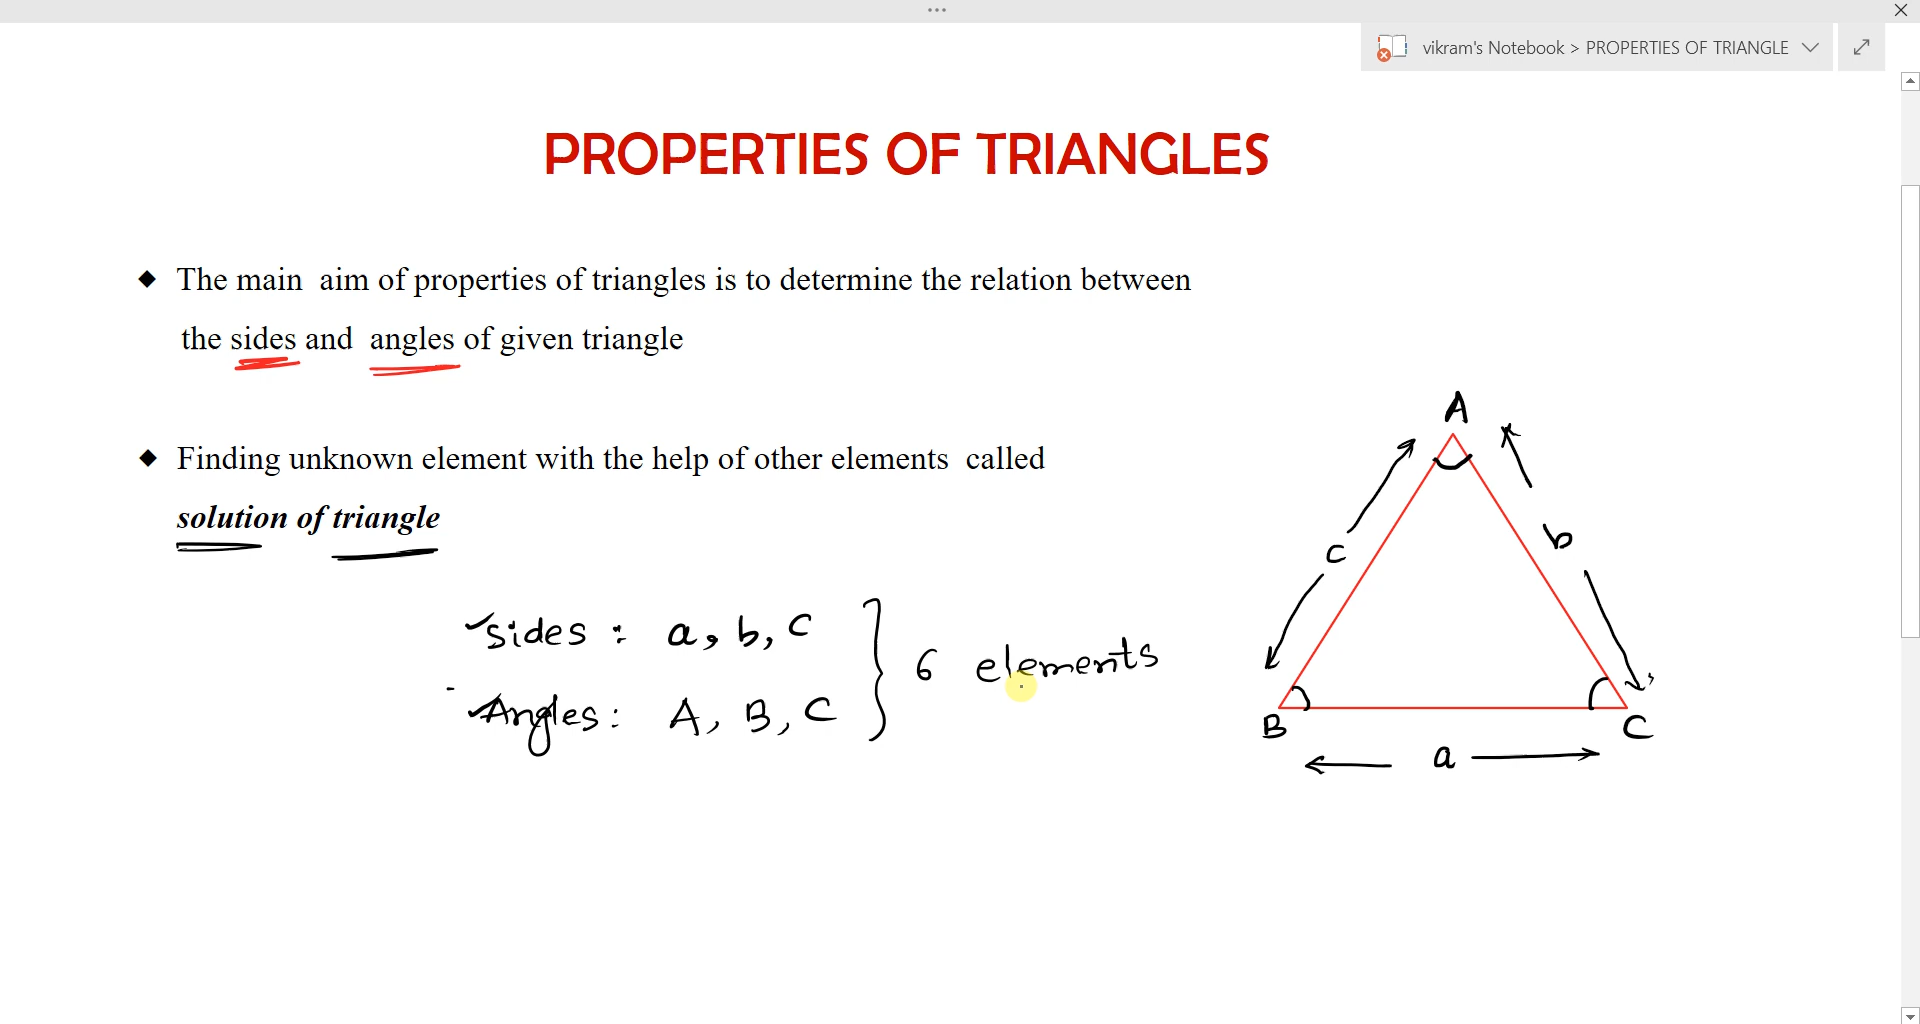 vikram's Notebook > PROPERTIES OF TRIANGLE
PROPERTIES OF TRIANGLES
◆ The main aim of properties of triangles is to determine the relation between
the sides and angles of given triangle
◆ Finding unknown element with the help of other elements called
solution of triangle
sides : a, b, c
Angles : A, B, C
} 6 elements
A
b
c
B
C
a